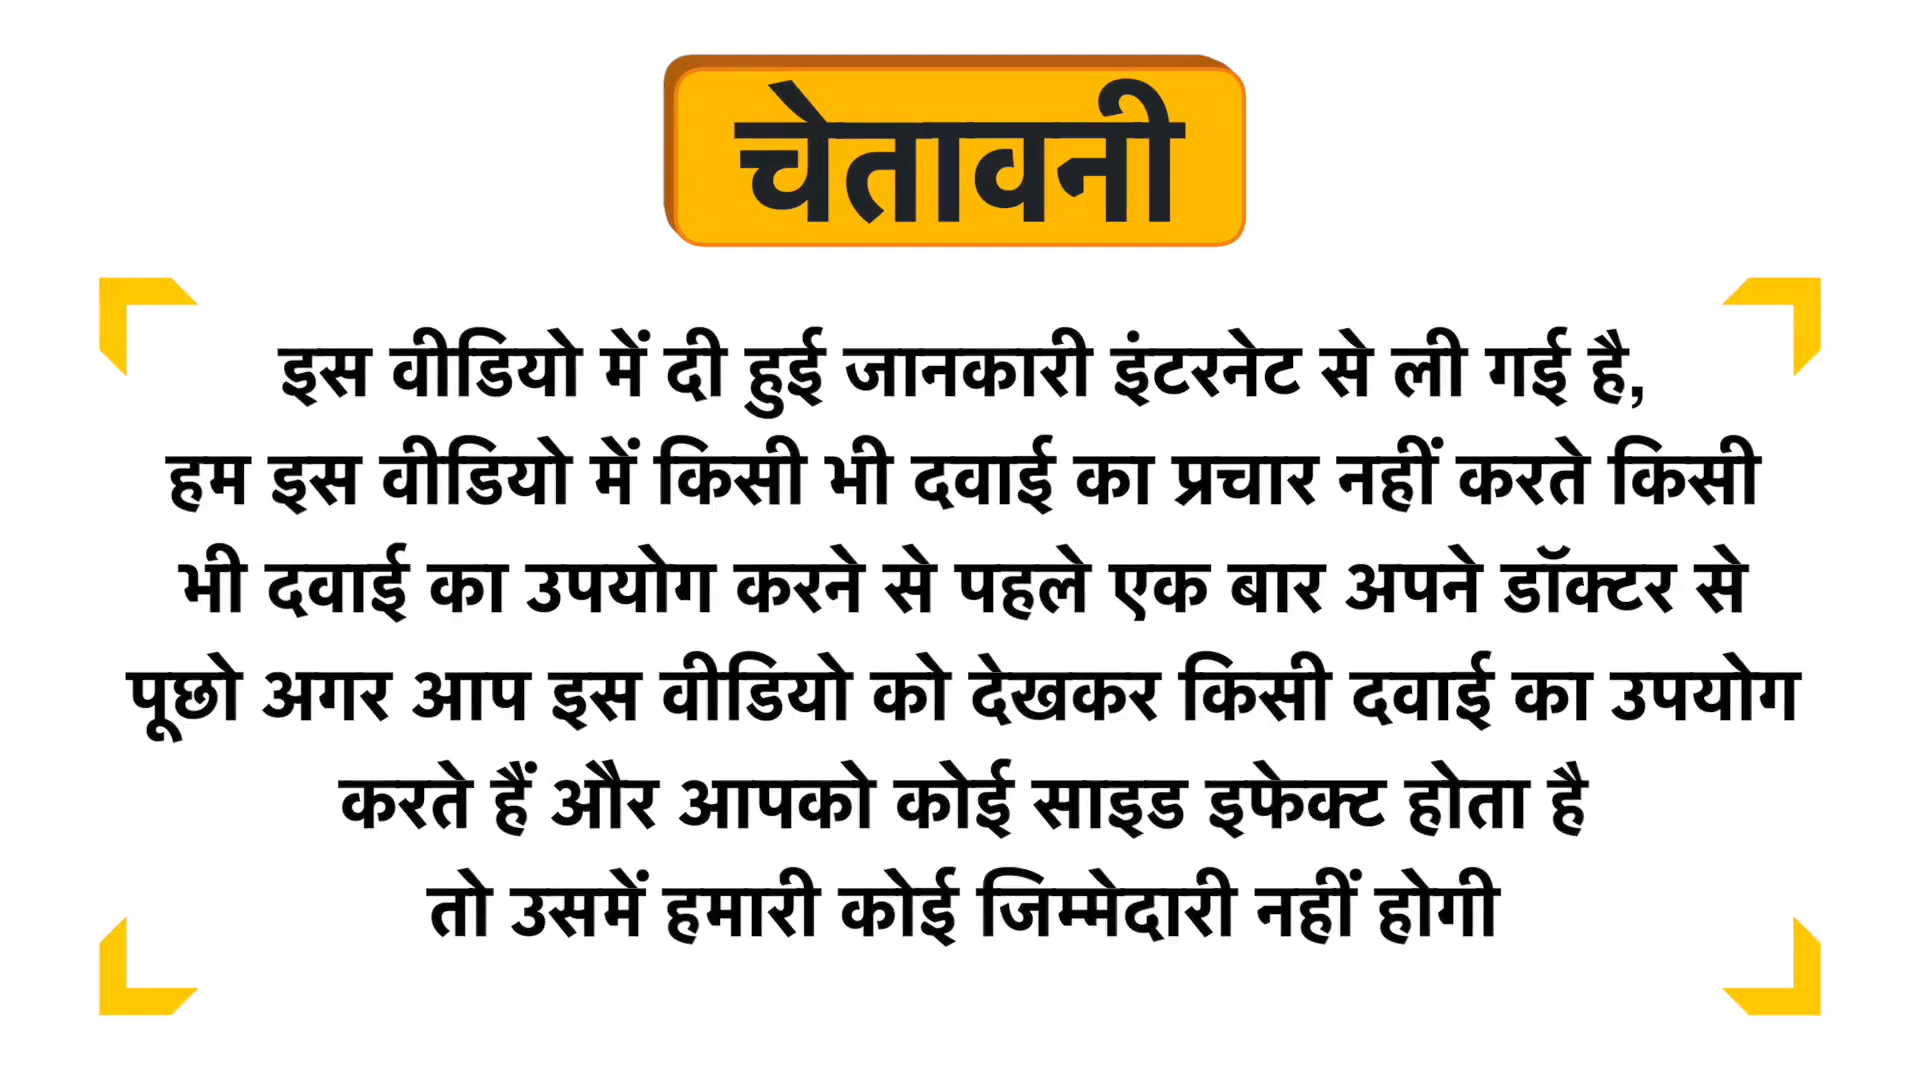 चेतावनी
इस वीडियो में दी हुई जानकारी इंटरनेट से ली गई है,
हम इस वीडियो में किसी भी दवाई का प्रचार नहीं करते किसी
भी दवाई का उपयोग करने से पहले एक बार अपने डॉक्टर से
पूछो अगर आप इस वीडियो को देखकर किसी दवाई का उपयोग
करते हैं और आपको कोई साइड इफेक्ट होता है
तो उसमें हमारी कोई जिम्मेदारी नहीं होगी